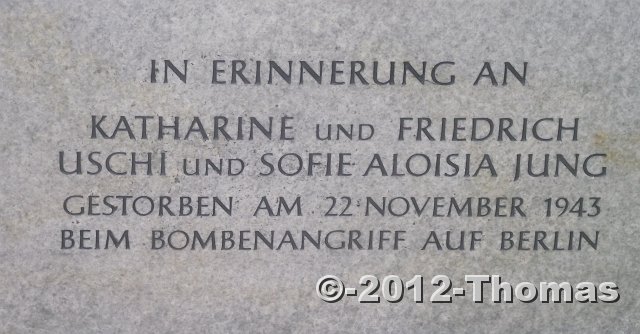 IN ERINNERUNG AN
KATHARINE UND FRIEDRICH
USCHI UND SOFIE ALOISIA JUNG
GESTORBEN AM 22 NOVEMBER 1943
BEIM BOMBENANGRIFF AUF BERLIN
©-2012-Thomas